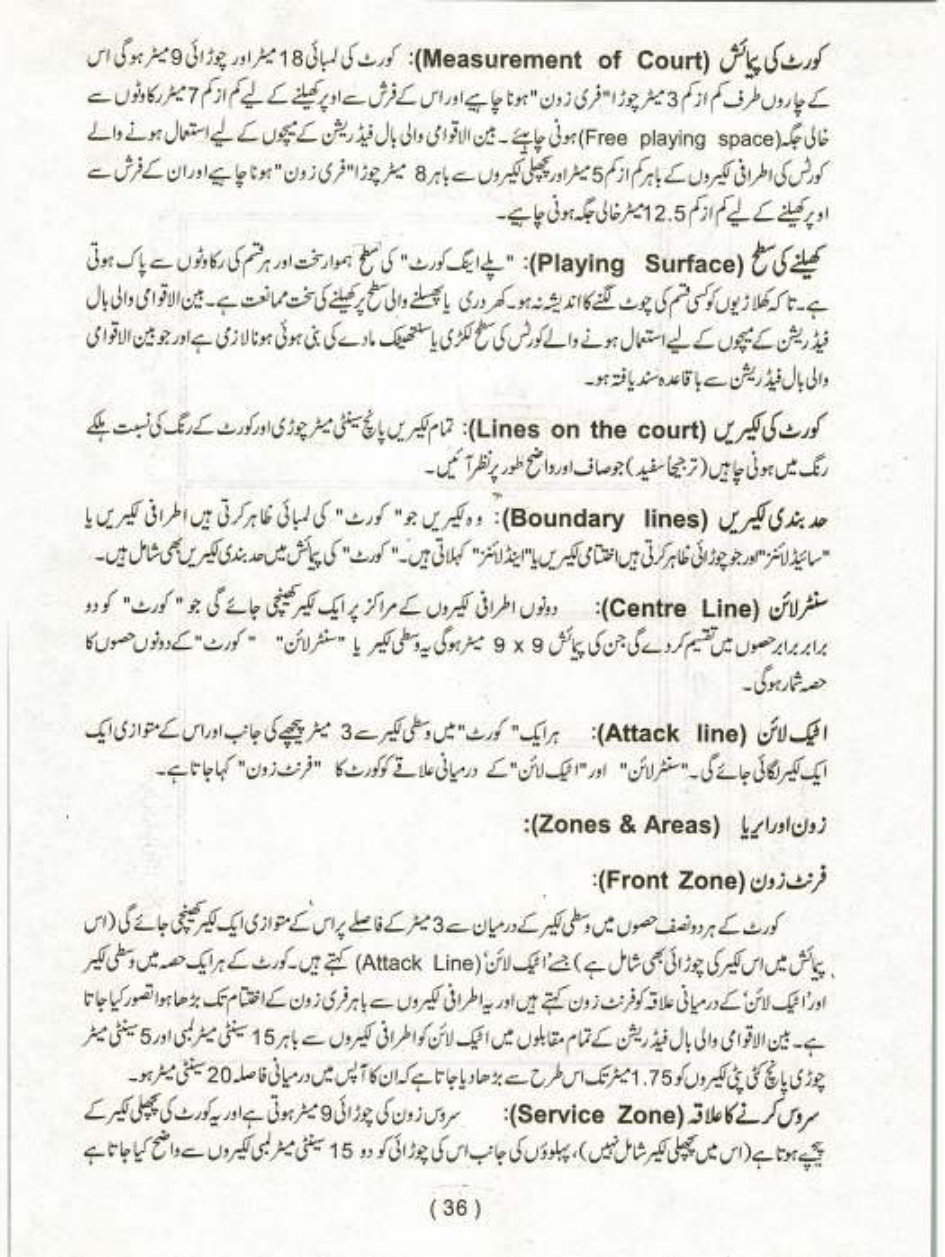 کورٹ کی پیمائش (Measurement of Court): کورٹ کی لمبائی 18 میٹر اور چوڑائی 9 میٹر ہوگی اس
کے چاروں طرف کم از کم 3 میٹر چوڑا "فری زون" ہونا چاہیے اور اس کے فرش سے اوپر کھیلنے کے لیے کم از کم 7 میٹر رکاوٹوں سے
خالی جگہ (Free playing space) ہونی چاہیئے۔ بین الاقوامی والی بال فیڈریشن کے میچوں کے لیے استعمال ہونے والے
کورٹس کی اطرافی لکیروں کے باہر کم از کم 5 میٹر اور پچھلی لکیروں سے باہر 8 میٹر چوڑا "فری زون" ہونا چاہیے اور ان کے فرش سے
اوپر کھیلنے کے لیے کم از کم 12.5 میٹر خالی جگہ ہونی چاہیے۔
کھیلنے کی سطح (Playing Surface): "پلے اینگ کورٹ" کی سطح ہموار سخت اور ہر قسم کی رکاوٹوں سے پاک ہوتی
ہے۔ تاکہ کھلاڑیوں کو کسی قسم کی چوٹ لگنے کا اندیشہ نہ ہو۔ کھردری یا پھسلنے والی سطح پر کھیلنے کی سخت ممانعت ہے۔ بین الاقوامی والی بال
فیڈریشن کے میچوں کے لیے استعمال ہونے والے کورٹس کی سطح لکڑی یا سنتھیٹک مادے کی بنی ہوئی ہونا لازمی ہے اور جو بین الاقوامی
والی بال فیڈریشن سے باقاعدہ سند یافتہ ہو۔
کورٹ کی لکیریں (Lines on the court): تمام لکیریں پانچ سینٹی میٹر چوڑی اور کورٹ کے رنگ کی نسبت ہلکے
رنگ میں ہونی چاہیں (ترجیحاً سفید) جو صاف اور واضح طور پر نظر آئیں۔
حد بندی لکیریں (Boundary lines): وہ لکیریں جو "کورٹ" کی لمبائی ظاہر کرتی ہیں اطرافی لکیریں یا
"سائیڈ لائنز" اور جو چوڑائی ظاہر کرتی ہیں اختتامی لکیریں یا "اینڈ لائنز" کہلاتی ہیں۔ "کورٹ" کی پیمائش میں حد بندی لکیریں بھی شامل ہیں۔
سنٹر لائن (Centre Line): دونوں اطرافی لکیروں کے مراکز پر ایک لکیر کھینچی جائے گی جو "کورٹ" کو دو
برابر برابر حصوں میں تقسیم کر دے گی جن کی پیمائش 9 x 9 میٹر ہوگی یہ وسطی لکیر یا "سنٹر لائن" "کورٹ" کے دونوں حصوں کا
حصہ شمار ہوگی۔
اٹیک لائن (Attack line): ہر ایک "کورٹ" میں وسطی لکیر سے 3 میٹر پیچھے کی جانب اور اس کے متوازی ایک
ایک لکیر لگائی جائے گی۔ "سنٹر لائن" اور "اٹیک لائن" کے درمیانی علاقے کو کورٹ کا "فرنٹ زون" کہا جاتا ہے۔
زون اور ایریا (Zones & Areas):
فرنٹ زون (Front Zone):
کورٹ کے ہر دو نصف حصوں میں وسطی لکیر کے درمیان سے 3 میٹر کے فاصلے پر اس کے متوازی ایک لکیر کھینچی جائے گی (اس
پیمائش میں اس لکیر کی چوڑائی بھی شامل ہے) جسے 'اٹیک لائن' (Attack Line) کہتے ہیں۔ کورٹ کے ہر ایک حصہ میں وسطی لکیر
اور 'اٹیک لائن' کے درمیانی علاقہ کو فرنٹ زون کہتے ہیں اور یہ اطرافی لکیروں سے باہر فری زون کے اختتام تک بڑھا ہوا تصور کیا جاتا
ہے۔ بین الاقوامی والی بال فیڈریشن کے تمام مقابلوں میں اٹیک لائن کو اطرافی لکیروں سے باہر 15 سینٹی میٹر لمبی اور 5 سینٹی میٹر
چوڑی پانچ کٹی پٹی لکیروں کو 1.75 میٹر تک اس طرح سے بڑھا دیا جاتا ہے کہ ان کا آپس میں درمیانی فاصلہ 20 سینٹی میٹر ہو۔
سروس کرنے کا علاقہ (Service Zone): سروس زون کی چوڑائی 9 میٹر ہوتی ہے اور یہ کورٹ کی پچھلی لکیر کے
پیچھے ہوتا ہے (اس میں پچھلی لکیر شامل نہیں)، پہلوؤں کی جانب اس کی چوڑائی کو دو 15 سینٹی میٹر لمبی لکیروں سے واضح کیا جاتا ہے
(36)